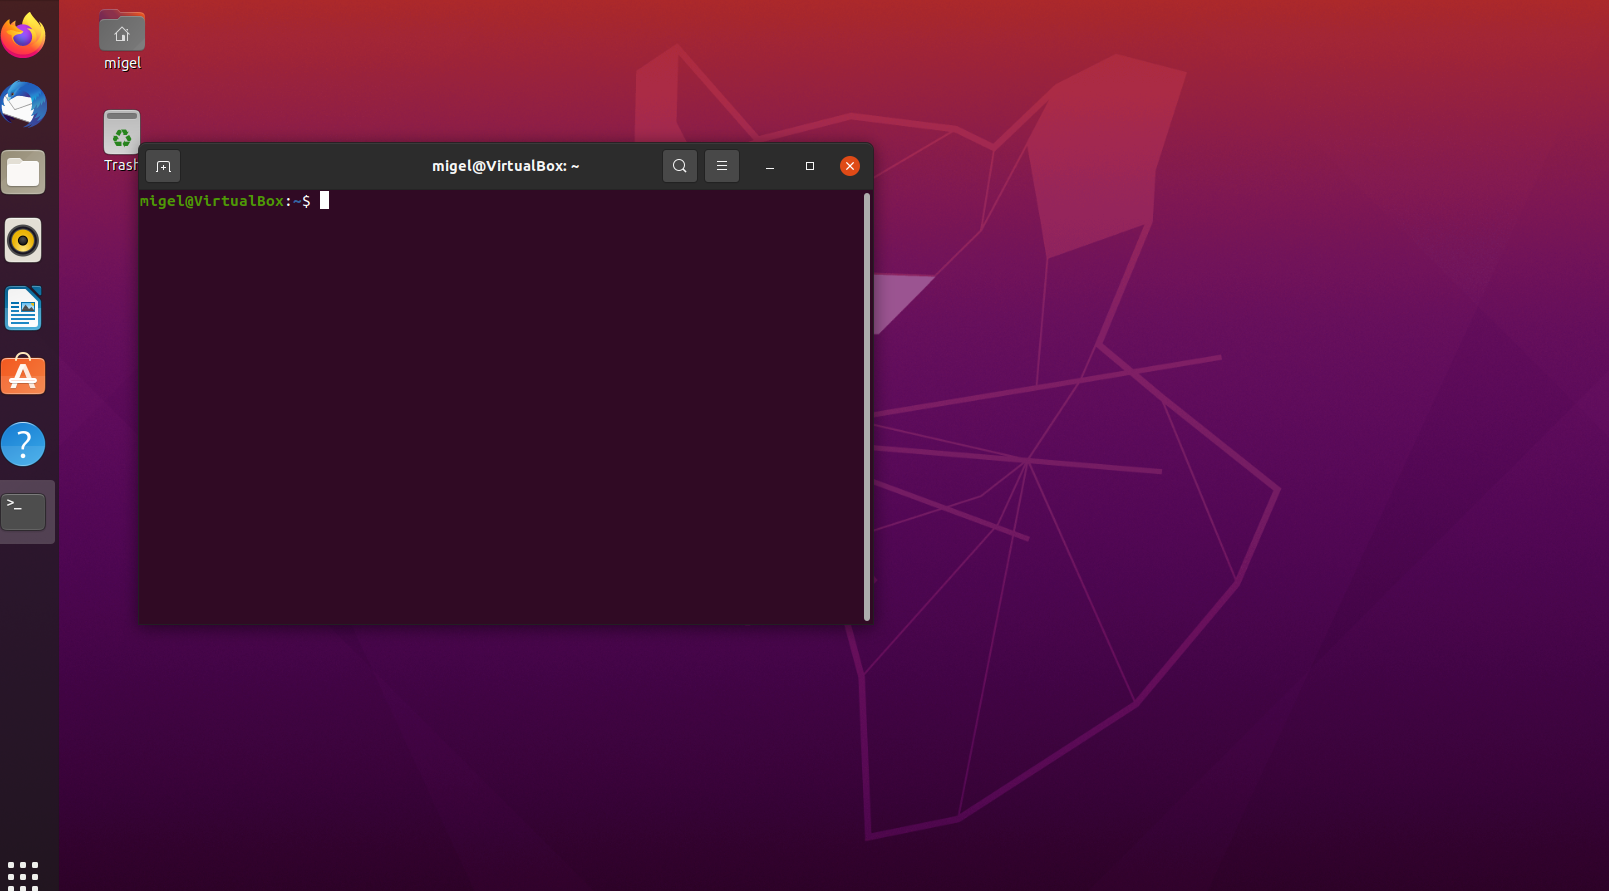 migel
Trash
migel@VirtualBox: ~
migel@VirtualBox:~$
?
>_